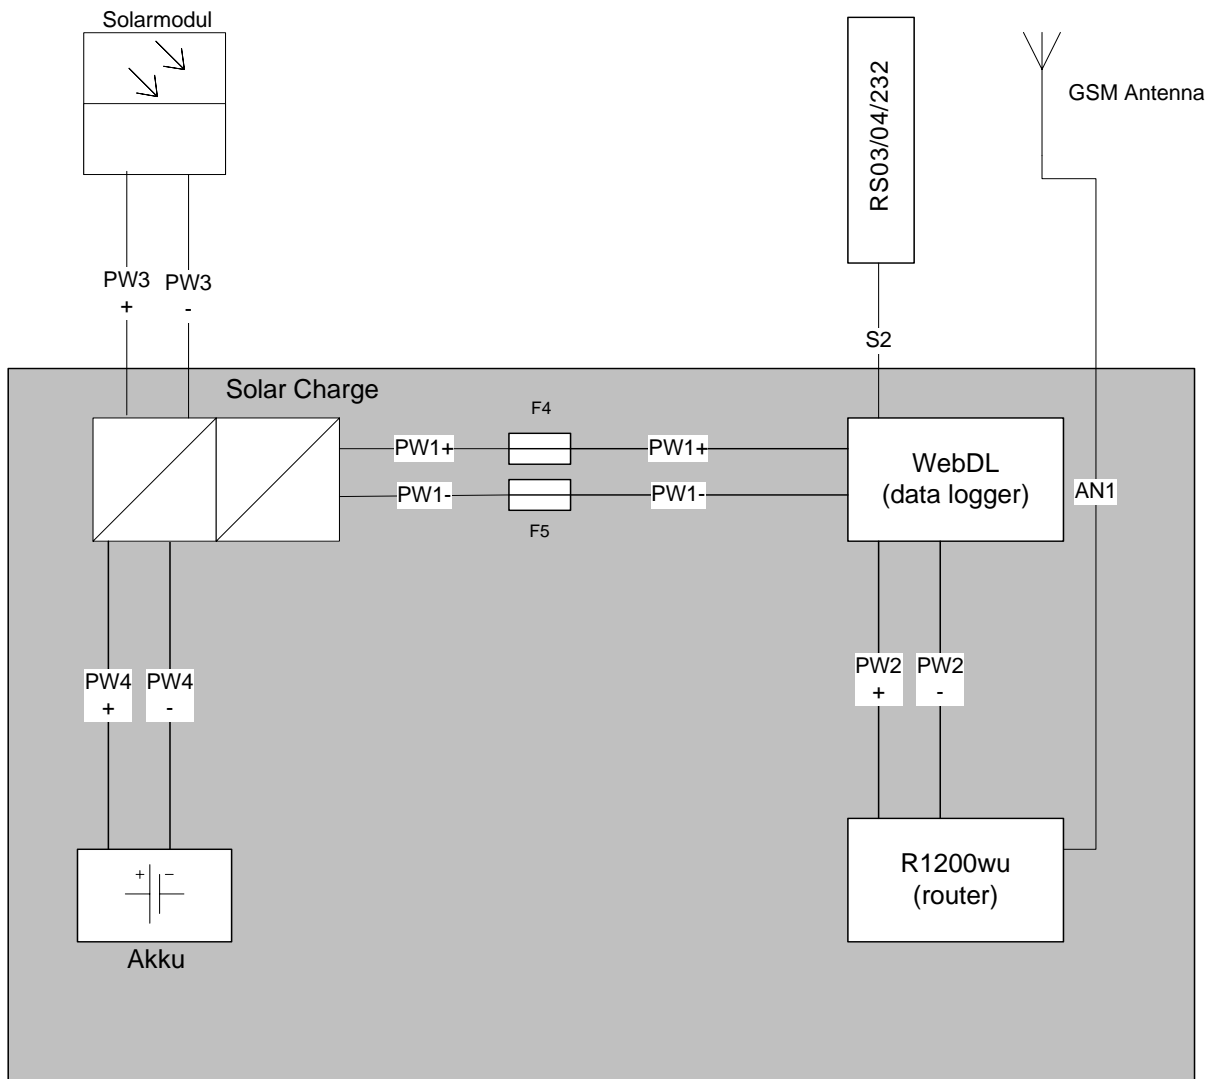 Solarmodul
RS03/04/232
GSM Antenna
PW3
+
PW3
-
S2
Solar Charge
F4
PW1+
PW1+
PW1-
PW1-
F5
WebDL
(data logger)
AN1
PW4
+
PW4
-
PW2
+
PW2
-
+
−
Akku
R1200wu
(router)